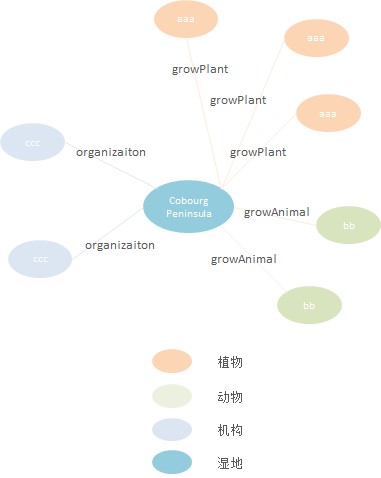 aaa
aaa
growPlant
growPlant
aaa
ccc
organizaiton
growPlant
Cobourg
Peninsula
growAnimal
bb
organizaiton
ccc
growAnimal
bb
植物
动物
机构
湿地